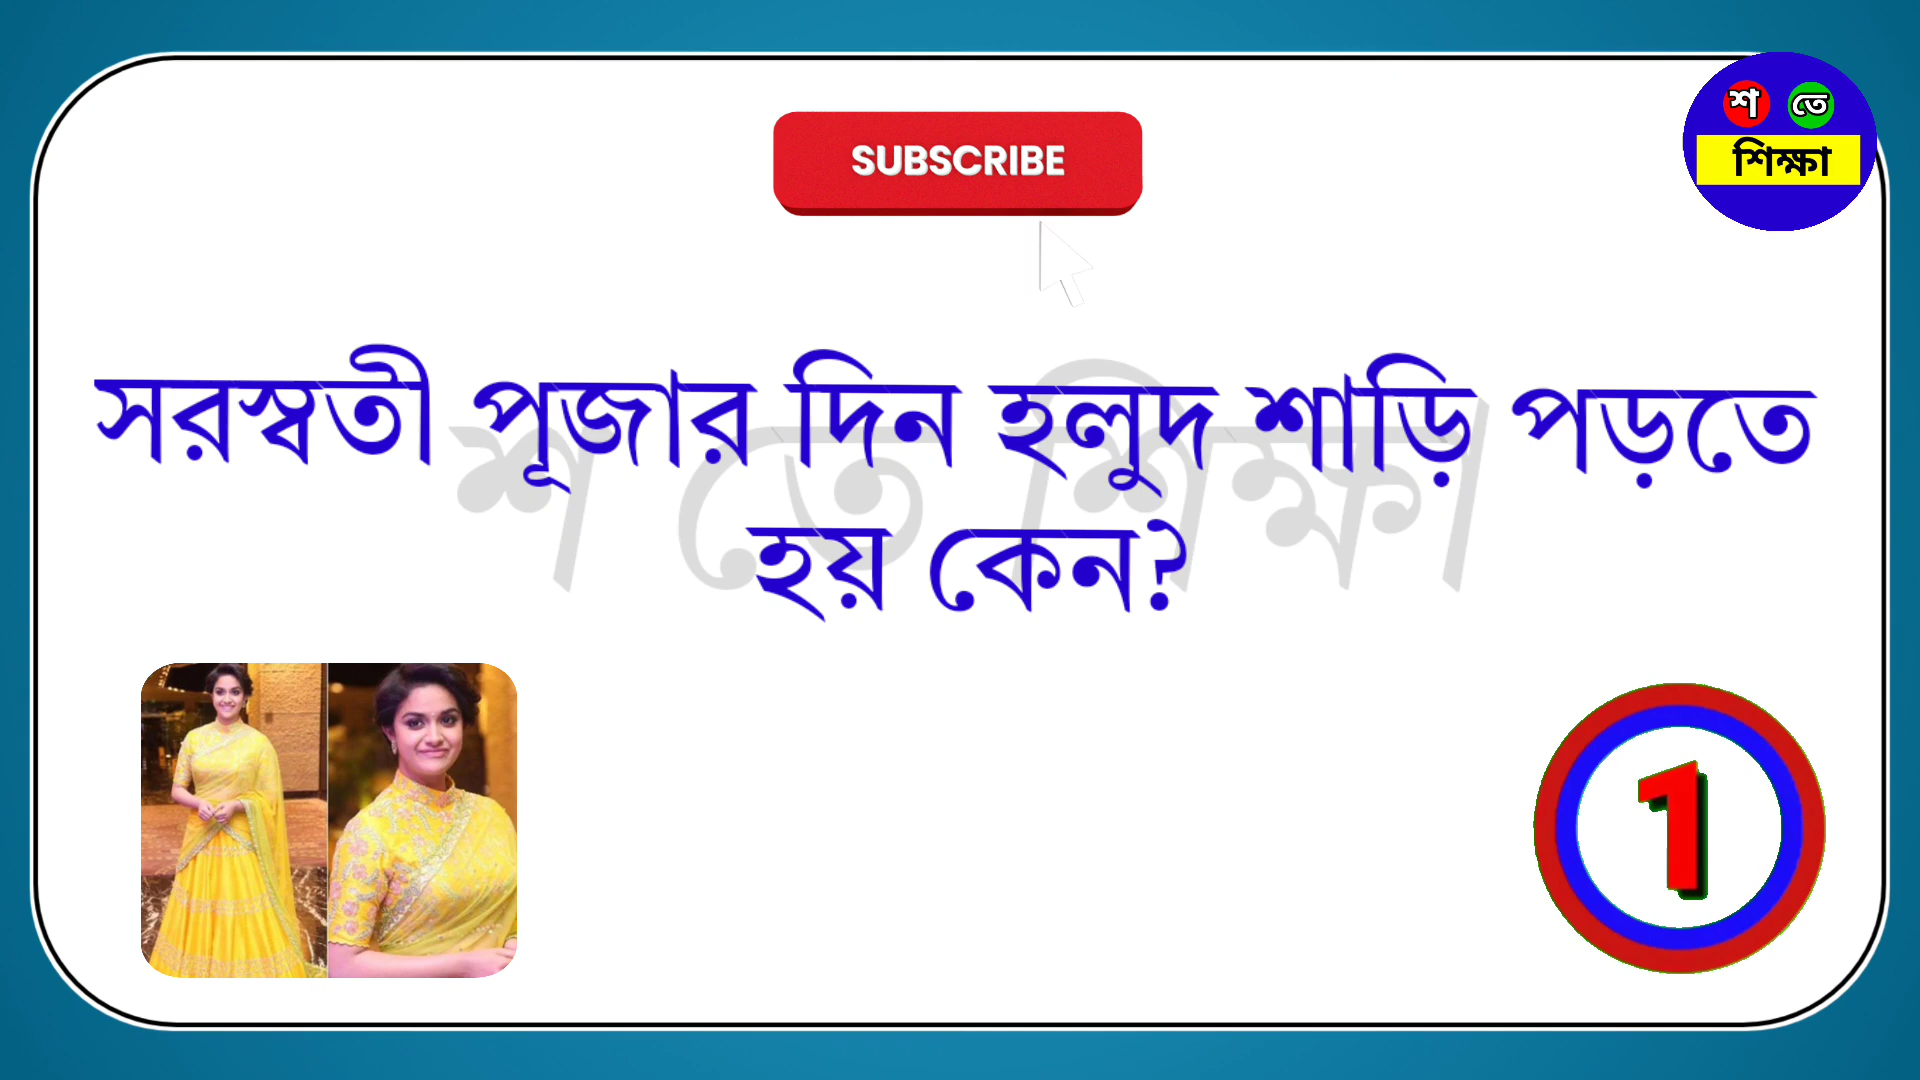 শ তে
শিক্ষা
SUBSCRIBE
সরস্বতী পূজার দিন হলুদ শাড়ি পড়তে
হয় কেন?
শ তে শিক্ষা
1